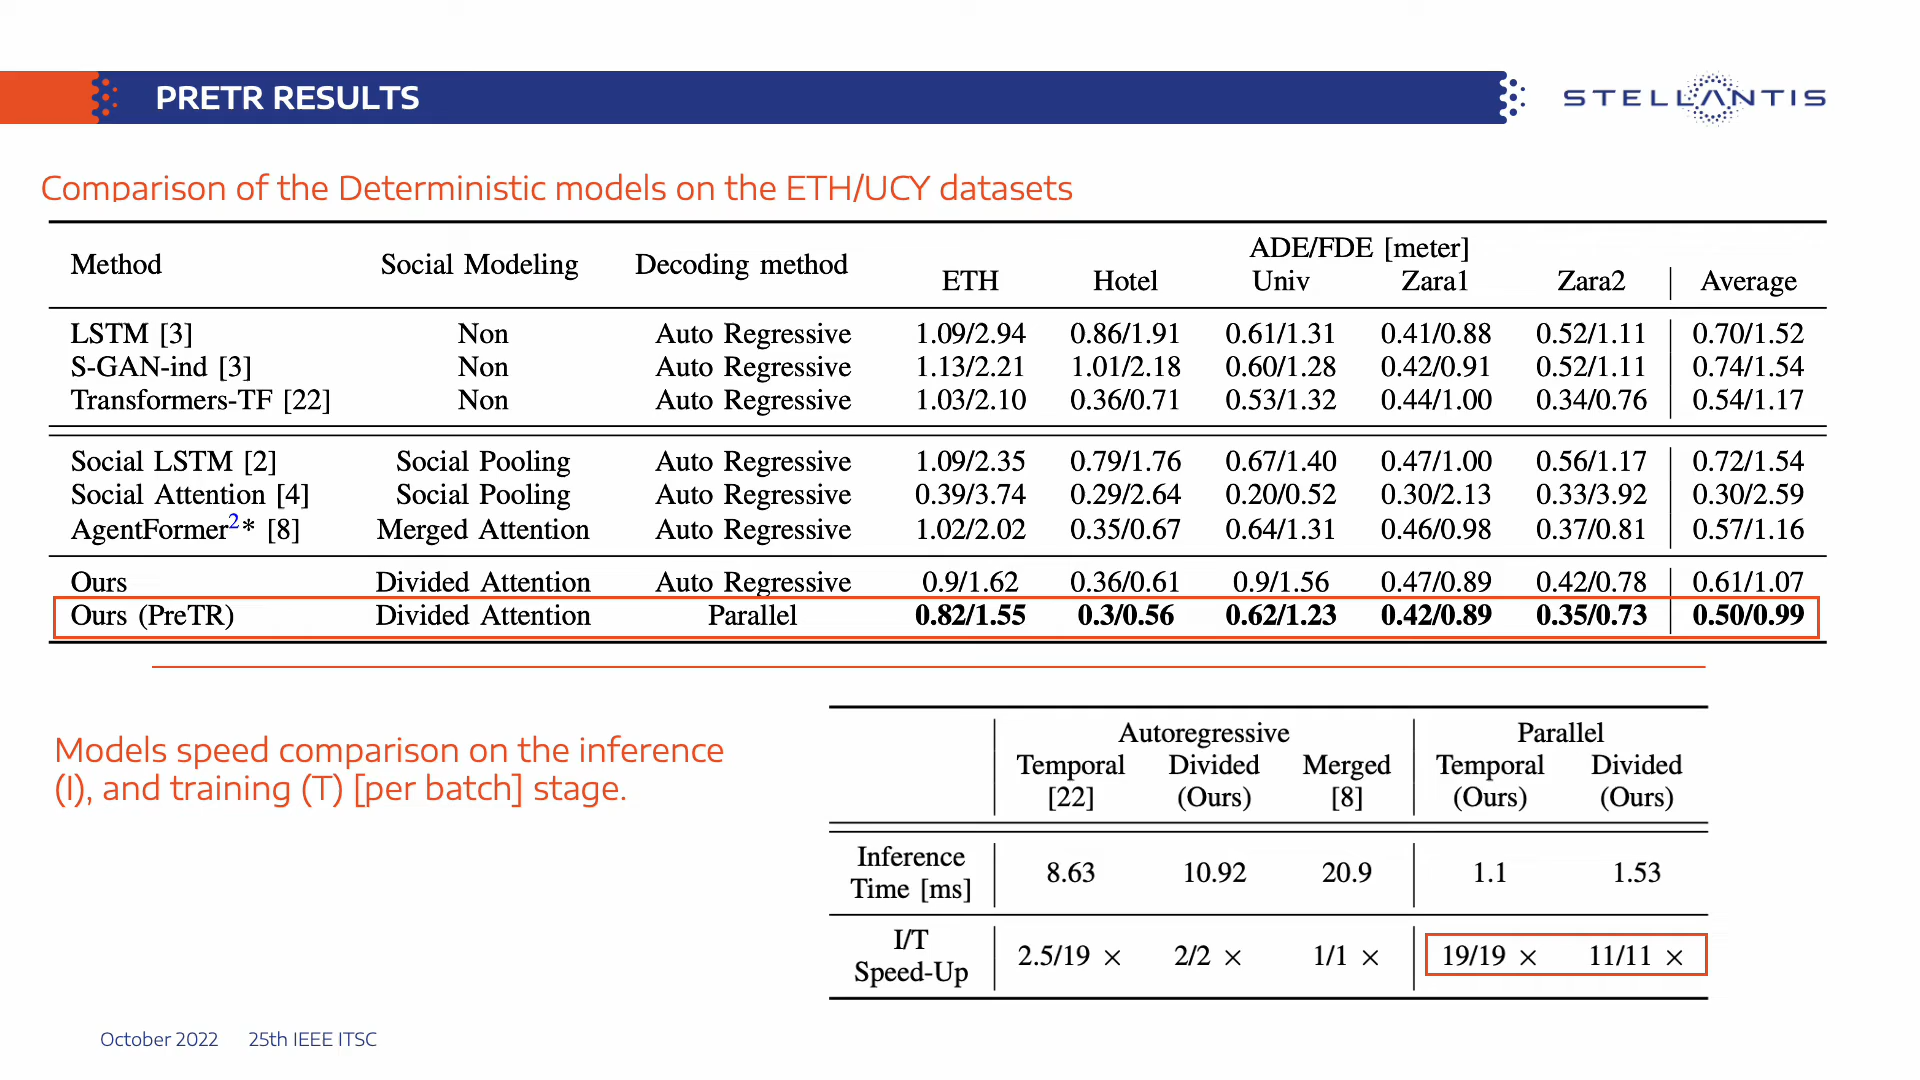 PRETR RESULTS
STELLANTIS
Comparison of the Deterministic models on the ETH/UCY datasets
Method Social Modeling Decoding method ADE/FDE [meter]
ETH Hotel Univ Zara1 Zara2 Average
LSTM [3] Non Auto Regressive 1.09/2.94 0.86/1.91 0.61/1.31 0.41/0.88 0.52/1.11 0.70/1.52
S-GAN-ind [3] Non Auto Regressive 1.13/2.21 1.01/2.18 0.60/1.28 0.42/0.91 0.52/1.11 0.74/1.54
Transformers-TF [22] Non Auto Regressive 1.03/2.10 0.36/0.71 0.53/1.32 0.44/1.00 0.34/0.76 0.54/1.17
Social LSTM [2] Social Pooling Auto Regressive 1.09/2.35 0.79/1.76 0.67/1.40 0.47/1.00 0.56/1.17 0.72/1.54
Social Attention [4] Social Pooling Auto Regressive 0.39/3.74 0.29/2.64 0.20/0.52 0.30/2.13 0.33/3.92 0.30/2.59
AgentFormer2* [8] Merged Attention Auto Regressive 1.02/2.02 0.35/0.67 0.64/1.31 0.46/0.98 0.37/0.81 0.57/1.16
Ours Divided Attention Auto Regressive 0.9/1.62 0.36/0.61 0.9/1.56 0.47/0.89 0.42/0.78 0.61/1.07
Ours (PreTR) Divided Attention Parallel 0.82/1.55 0.3/0.56 0.62/1.23 0.42/0.89 0.35/0.73 0.50/0.99
Models speed comparison on the inference
(I), and training (T) [per batch] stage.
Autoregressive Parallel
Temporal Divided Merged Temporal Divided
[22] (Ours) [8] (Ours) (Ours)
Inference
Time [ms] 8.63 10.92 20.9 1.1 1.53
I/T
Speed-Up 2.5/19 × 2/2 × 1/1 × 19/19 × 11/11 ×
October 2022 25th IEEE ITSC